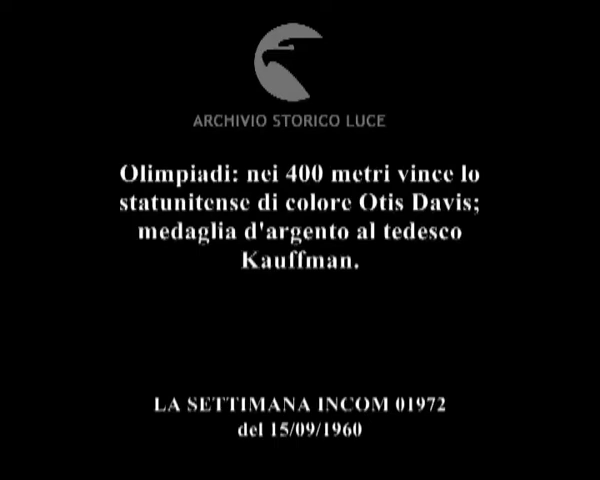 ARCHIVIO STORICO LUCE
Olimpiadi: nei 400 metri vince lo
statunitense di colore Otis Davis;
medaglia d'argento al tedesco
Kauffman.
LA SETTIMANA INCOM 01972
del 15/09/1960